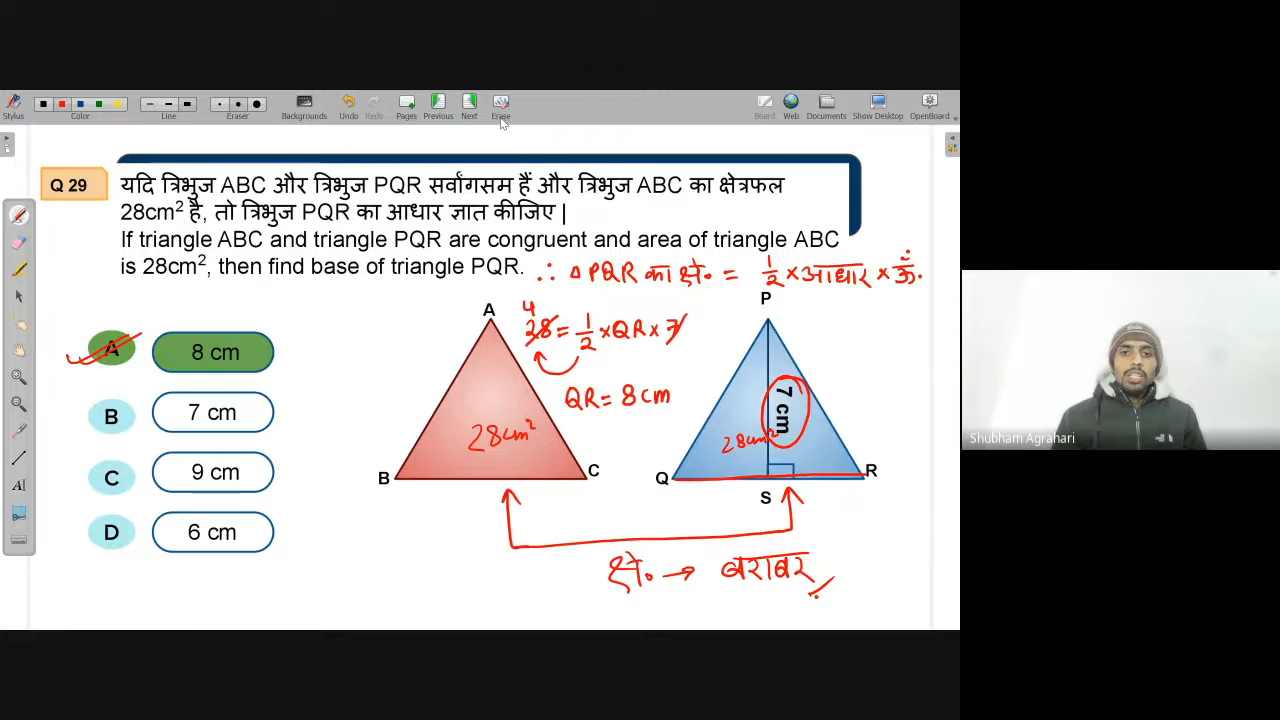 Stylus
Color
Line
Eraser
Backgrounds
Undo
Redo
Pages
Previous
Next
Erase
Board
Web
Documents
Show Desktop
OpenBoard
Q 29
यदि त्रिभुज ABC और त्रिभुज PQR सर्वांगसम हैं और त्रिभुज ABC का क्षेत्रफल
28cm² है, तो त्रिभुज PQR का आधार ज्ञात कीजिए |
If triangle ABC and triangle PQR are congruent and area of triangle ABC
is 28cm², then find base of triangle PQR.
∴ ΔPQR का क्षे॰ = 1/2 × आधार × ऊँ.
A 8 cm
B 7 cm
C 9 cm
D 6 cm
A
4
28 = 1/2 × QR × 7
QR = 8 cm
28cm²
B
C
P
7 cm
28cm²
Q
R
S
क्षे॰ → बराबर
Shubham Agrahari